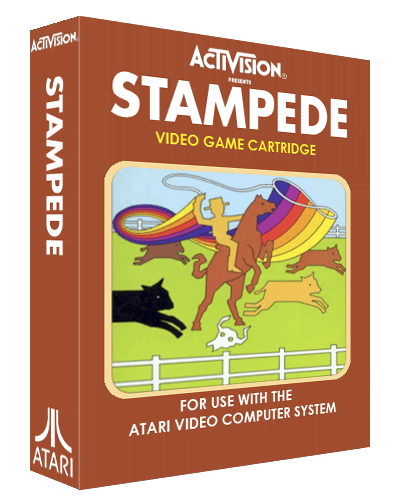 ACTIVISION®
STAMPEDE
ATARI
ACTIVISION®
PRESENTS
STAMPEDE
VIDEO GAME CARTRIDGE
FOR USE WITH THE
ATARI VIDEO COMPUTER SYSTEM